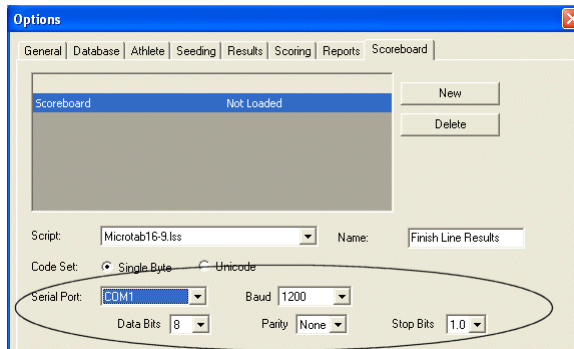 Options
General Database Athlete Seeding Results Scoring Reports Scoreboard
New
Scoreboard Not Loaded
Delete
Script: Microtab16-9.lss Name: Finish Line Results
Code Set: Single Byte Unicode
Serial Port: COM1 Baud 1200
Data Bits 8 Parity None Stop Bits 1.0